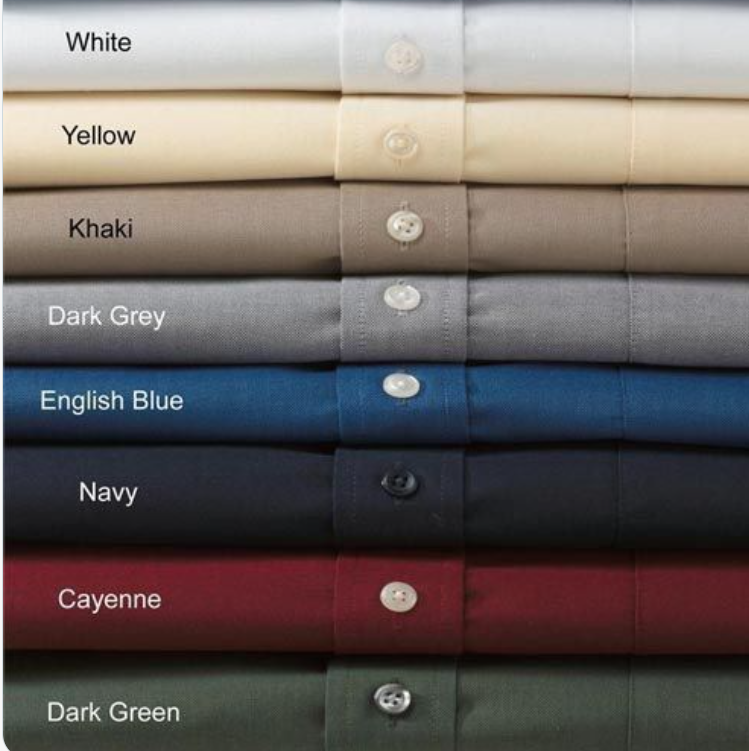 White
Yellow
Khaki
Dark Grey
English Blue
Navy
Cayenne
Dark Green